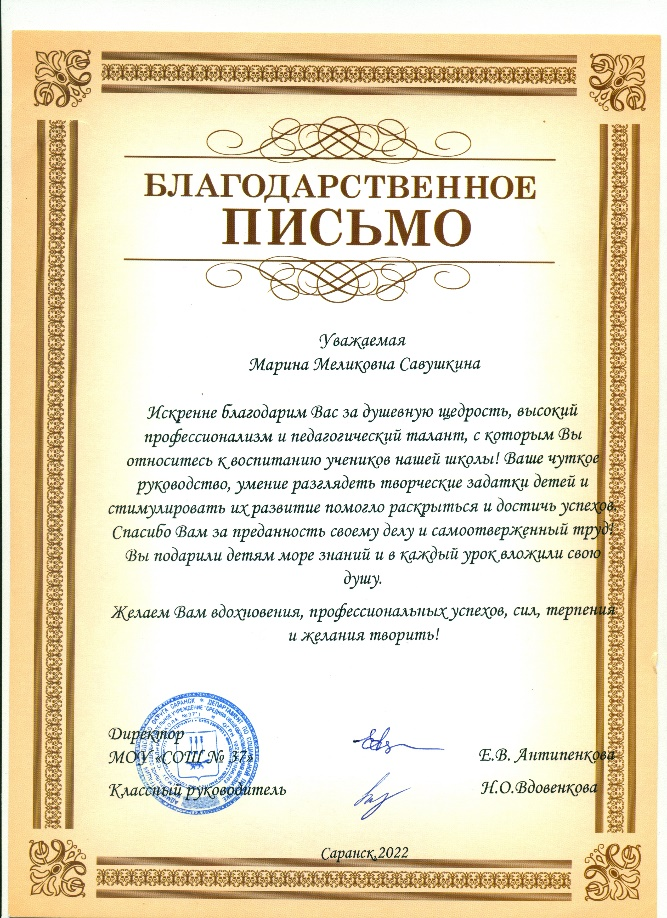 БЛАГОДАРСТВЕННОЕ
ПИСЬМО
Уважаемая
Марина Меликовна Савушкина
Искренне благодарим Вас за душевную щедрость, высокий
профессионализм и педагогический талант, с которым Вы
относитесь к воспитанию учеников нашей школы! Ваше чуткое
руководство, умение разглядеть творческие задатки детей и
стимулировать их развитие помогло раскрыться и достичь успехов.
Спасибо Вам за преданность своему делу и самоотверженный труд!
Вы подарили детям море знаний и в каждый урок вложили свою
душу.
Желаем Вам вдохновения, профессиональных успехов, сил, терпения
и желания творить!
Директор
МОУ «СОШ № 37» Е.В. Антипенкова
Классный руководитель Н.О.Вдовенкова
Саранск,2022